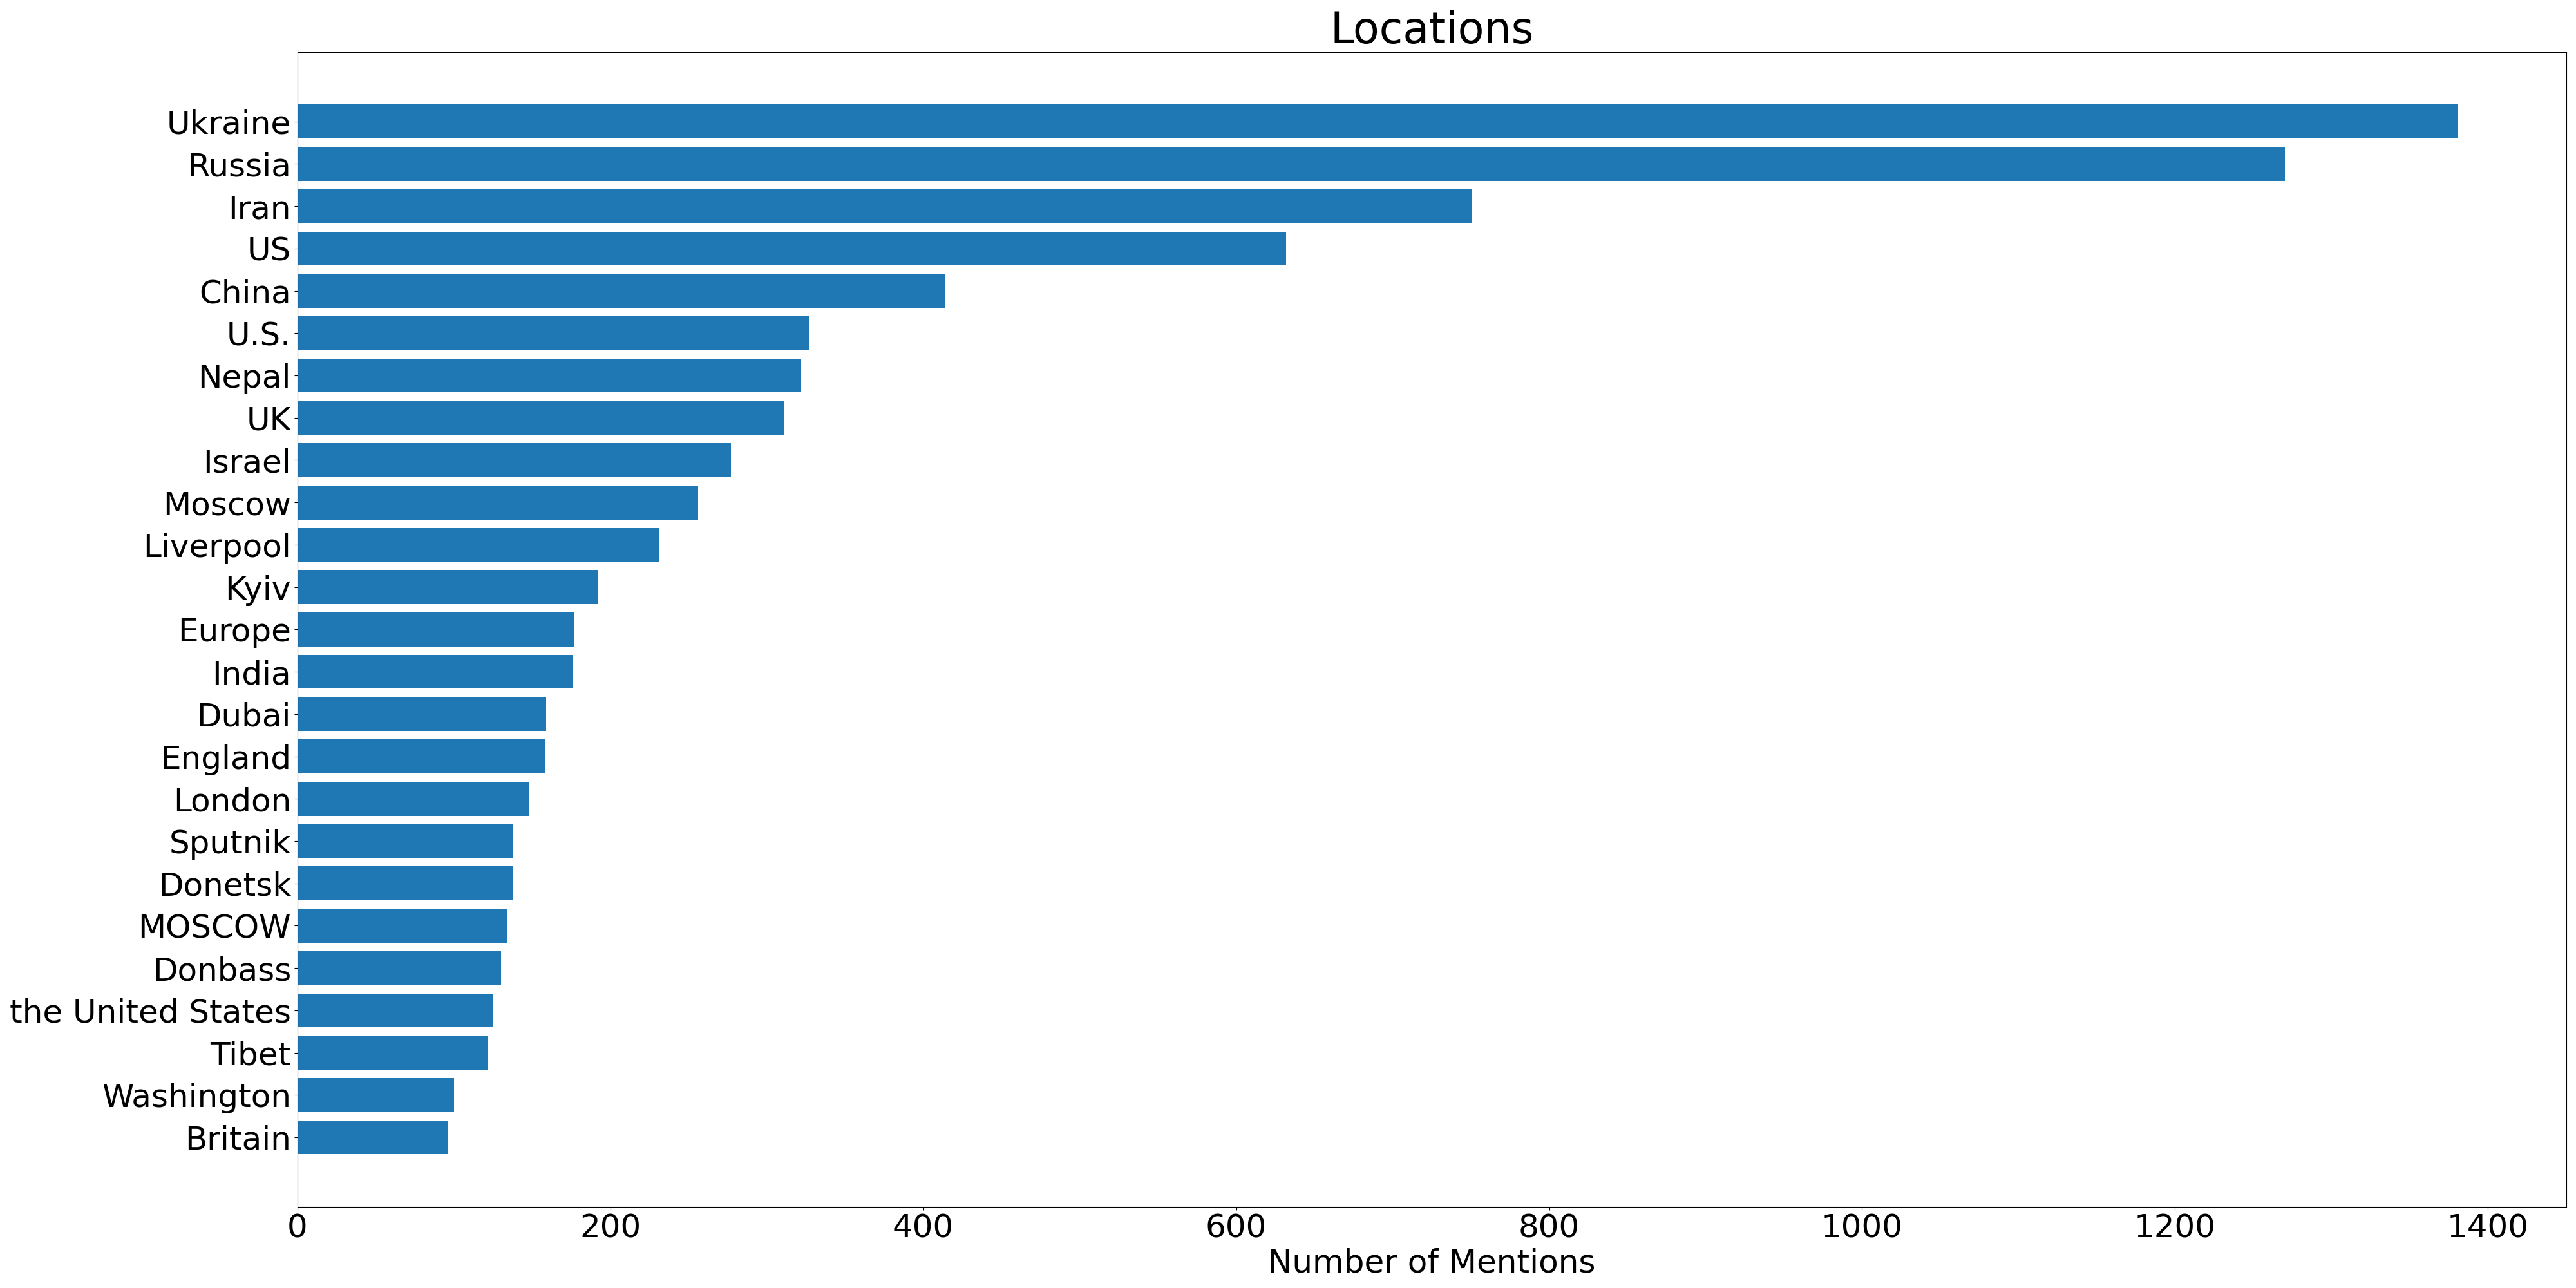 Locations
Ukraine
Russia
Iran
US
China
U.S.
Nepal
UK
Israel
Moscow
Liverpool
Kyiv
Europe
India
Dubai
England
London
Sputnik
Donetsk
MOSCOW
Donbass
the United States
Tibet
Washington
Britain
0 200 400 600 800 1000 1200 1400
Number of Mentions